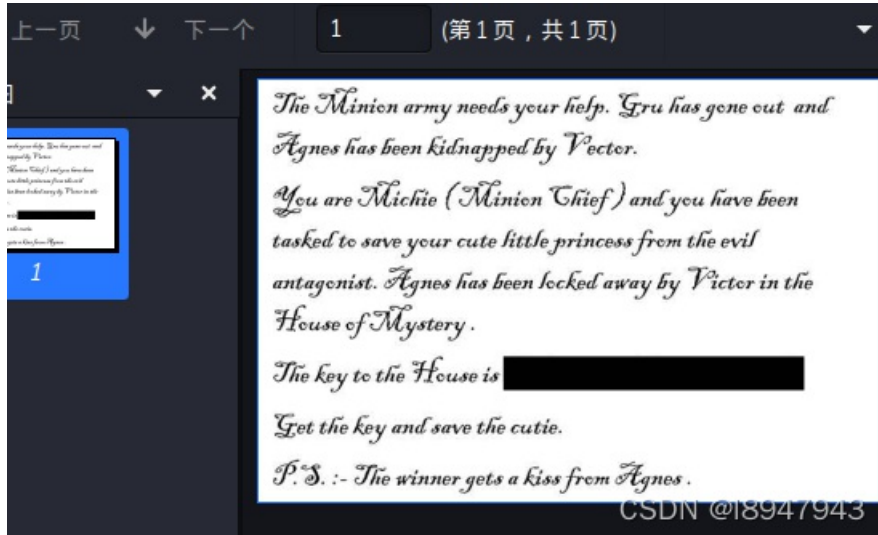 上一页 下一个 1 (第1页，共1页)
The Minion army needs your help. Gru has gone out and
Agnes has been kidnapped by Vector.
You are Michie (Minion Chief) and you have been
tasked to save your cute little princess from the evil
antagonist. Agnes has been locked away by Victor in the
House of Mystery .
The key to the House is
Get the key and save the cutie.
P.S. :- The winner gets a kiss from Agnes .
1
CSDN @l8947943